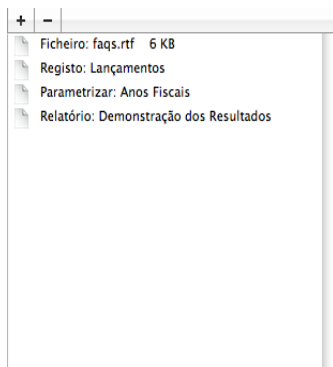 + −
Ficheiro: faqs.rtf 6 KB
Registo: Lançamentos
Parametrizar: Anos Fiscais
Relatório: Demonstração dos Resultados